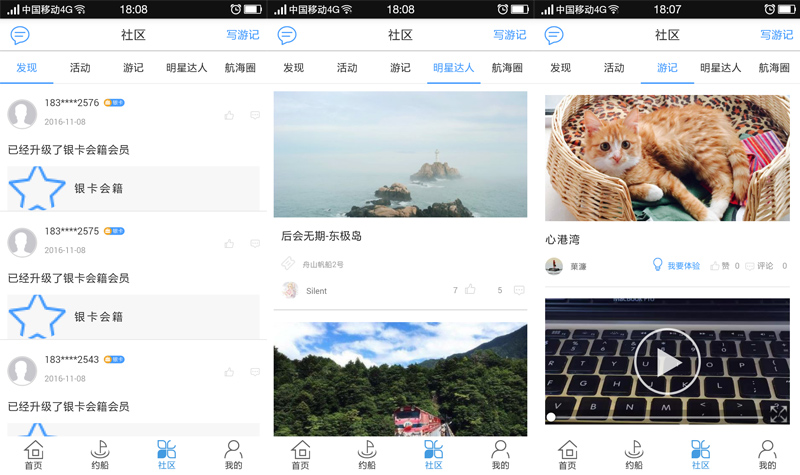 中国移动4G 18:08
社区 写游记
发现 活动 游记 明星达人 航海圈
183****2576 银卡
2016-11-08
已经升级了银卡会籍会员
银卡会籍
183****2575 银卡
2016-11-08
已经升级了银卡会籍会员
银卡会籍
183****2543 银卡
2016-11-08
已经升级了银卡会籍会员
首页 约船 社区 我的
中国移动4G 18:08
社区 写游记
发现 活动 游记 明星达人 航海圈
后会无期-东极岛
舟山帆船2号
Silent 7 5
首页 约船 社区 我的
中国移动4G 18:07
社区 写游记
发现 活动 游记 明星达人 航海圈
心港湾
我要体验 赞 0 评论 0
MacBook Pro
首页 约船 社区 我的